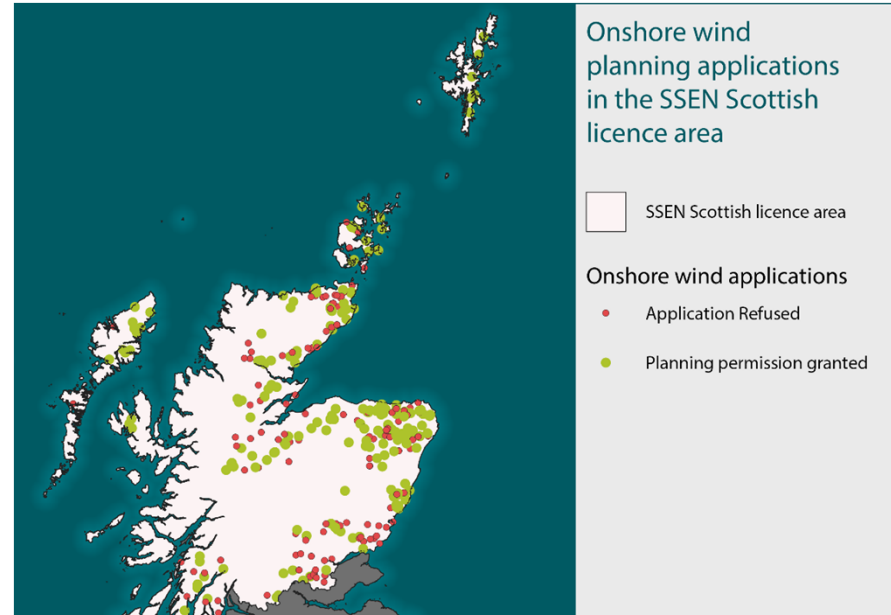 Onshore wind
planning applications
in the SSEN Scottish
licence area
SSEN Scottish licence area
Onshore wind applications
Application Refused
Planning permission granted